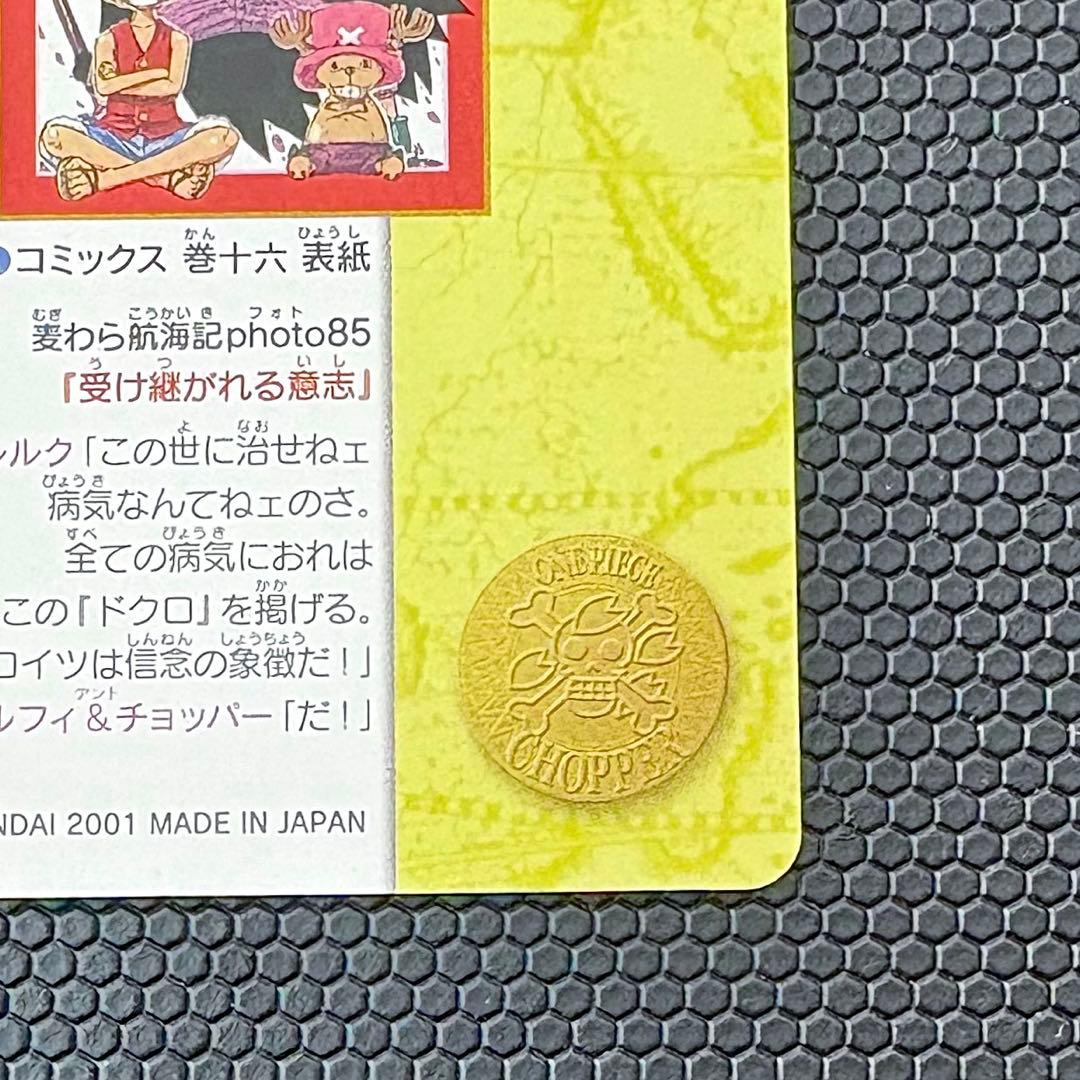 コミックス 巻十六 表紙
麦わら航海記photo85
『受け継がれる意志』
ルルク「この世に治せねェ
病気なんてねェのさ。
全ての病気におれは
この『ドクロ』を掲げる。
コイツは信念の象徴だ！」
ルフィ＆チョッパー「だ！」
NDAI 2001 MADE IN JAPAN
ONE PIECE
CHOPPER